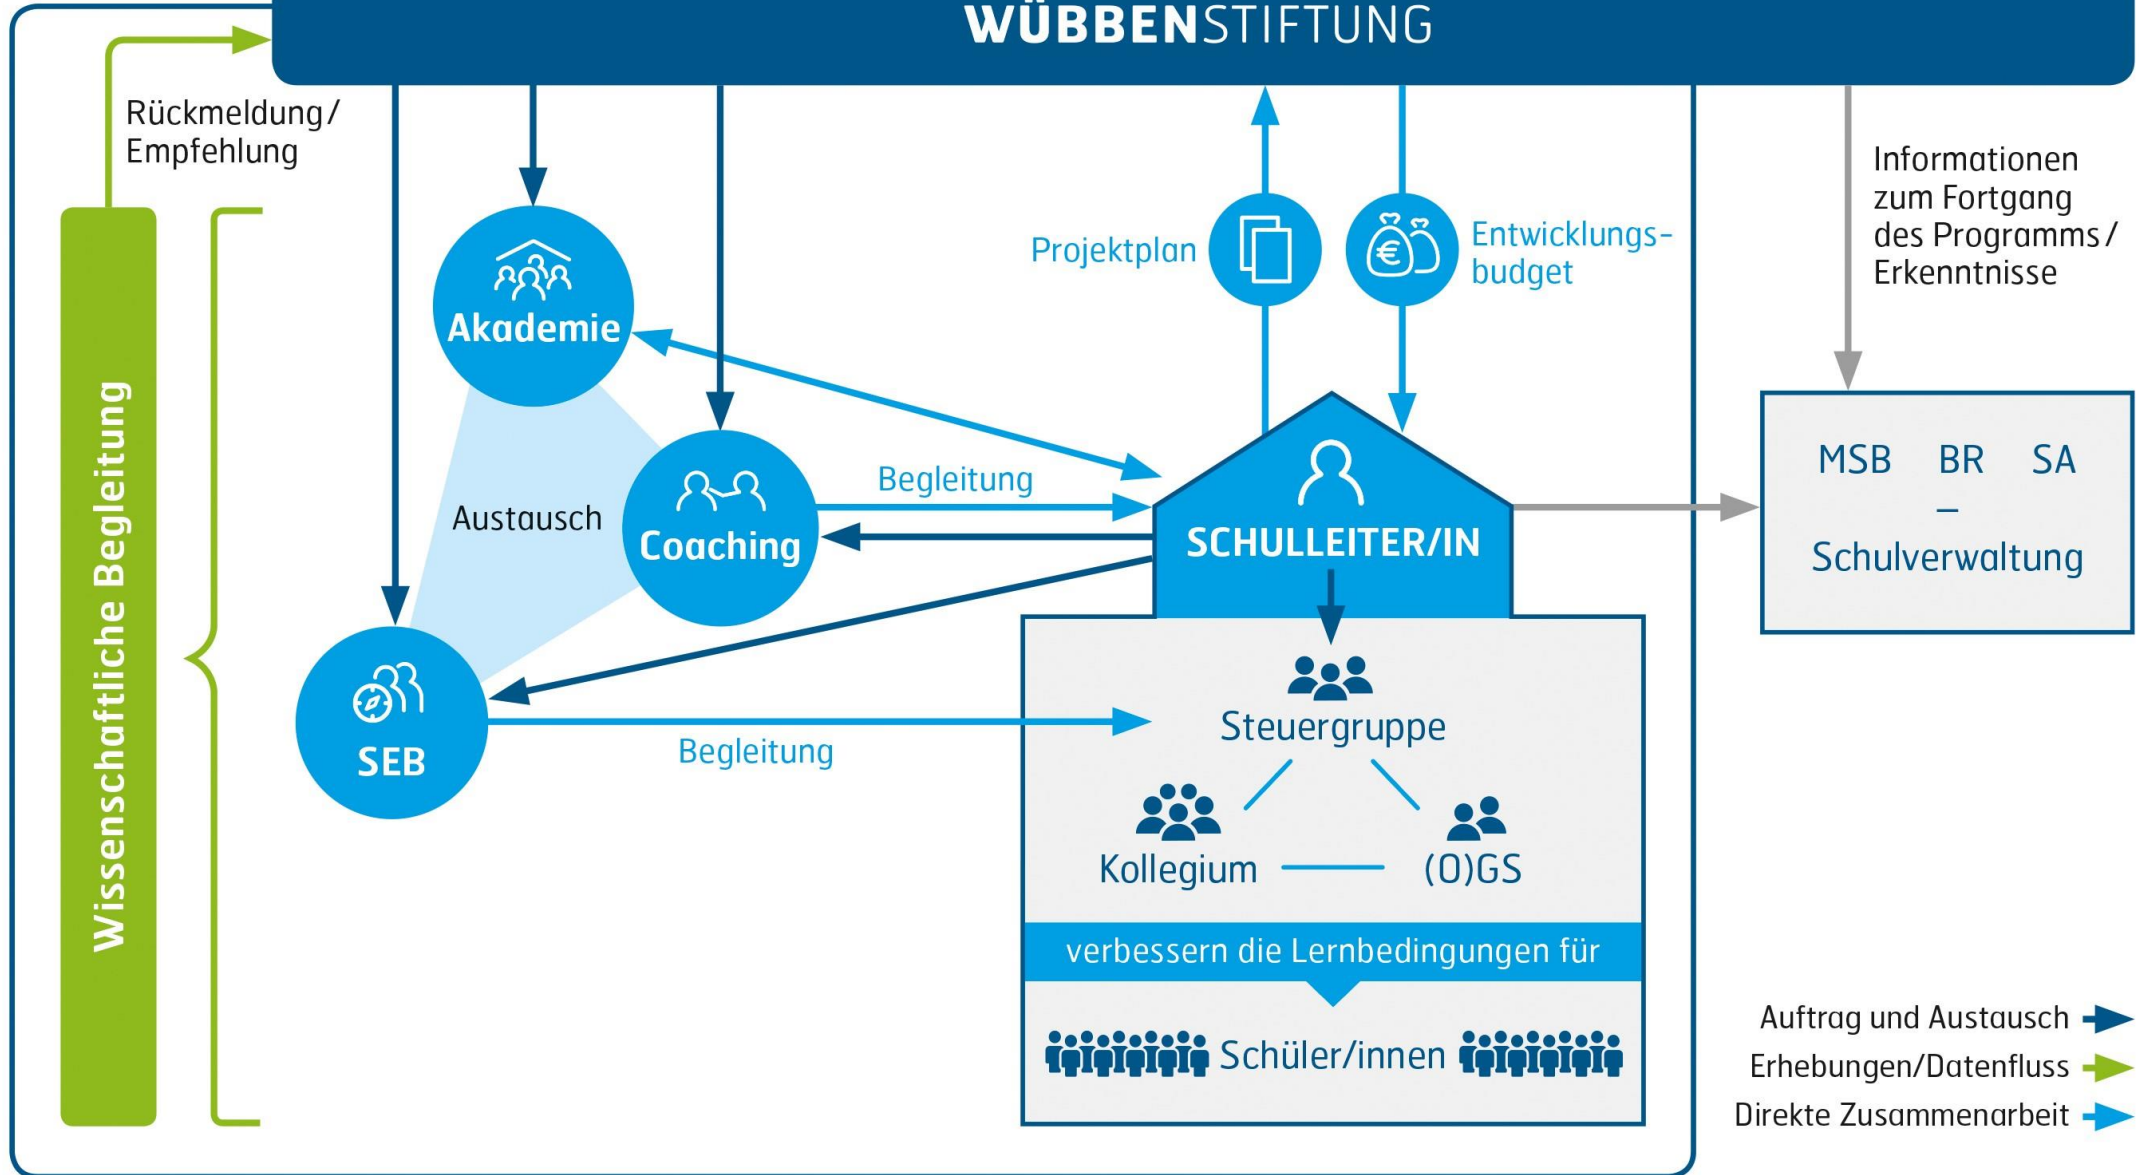 WÜBBENSTIFTUNG
Rückmeldung/
Empfehlung
Wissenschaftliche Begleitung
Akademie
Austausch
Coaching
SEB
Begleitung
Begleitung
Projektplan
Entwicklungs-
budget
SCHULLEITER/IN
Steuergruppe
Kollegium
(O)GS
verbessern die Lernbedingungen für
Schüler/innen
Informationen
zum Fortgang
des Programms/
Erkenntnisse
MSB BR SA
–
Schulverwaltung
Auftrag und Austausch
Erhebungen/Datenfluss
Direkte Zusammenarbeit